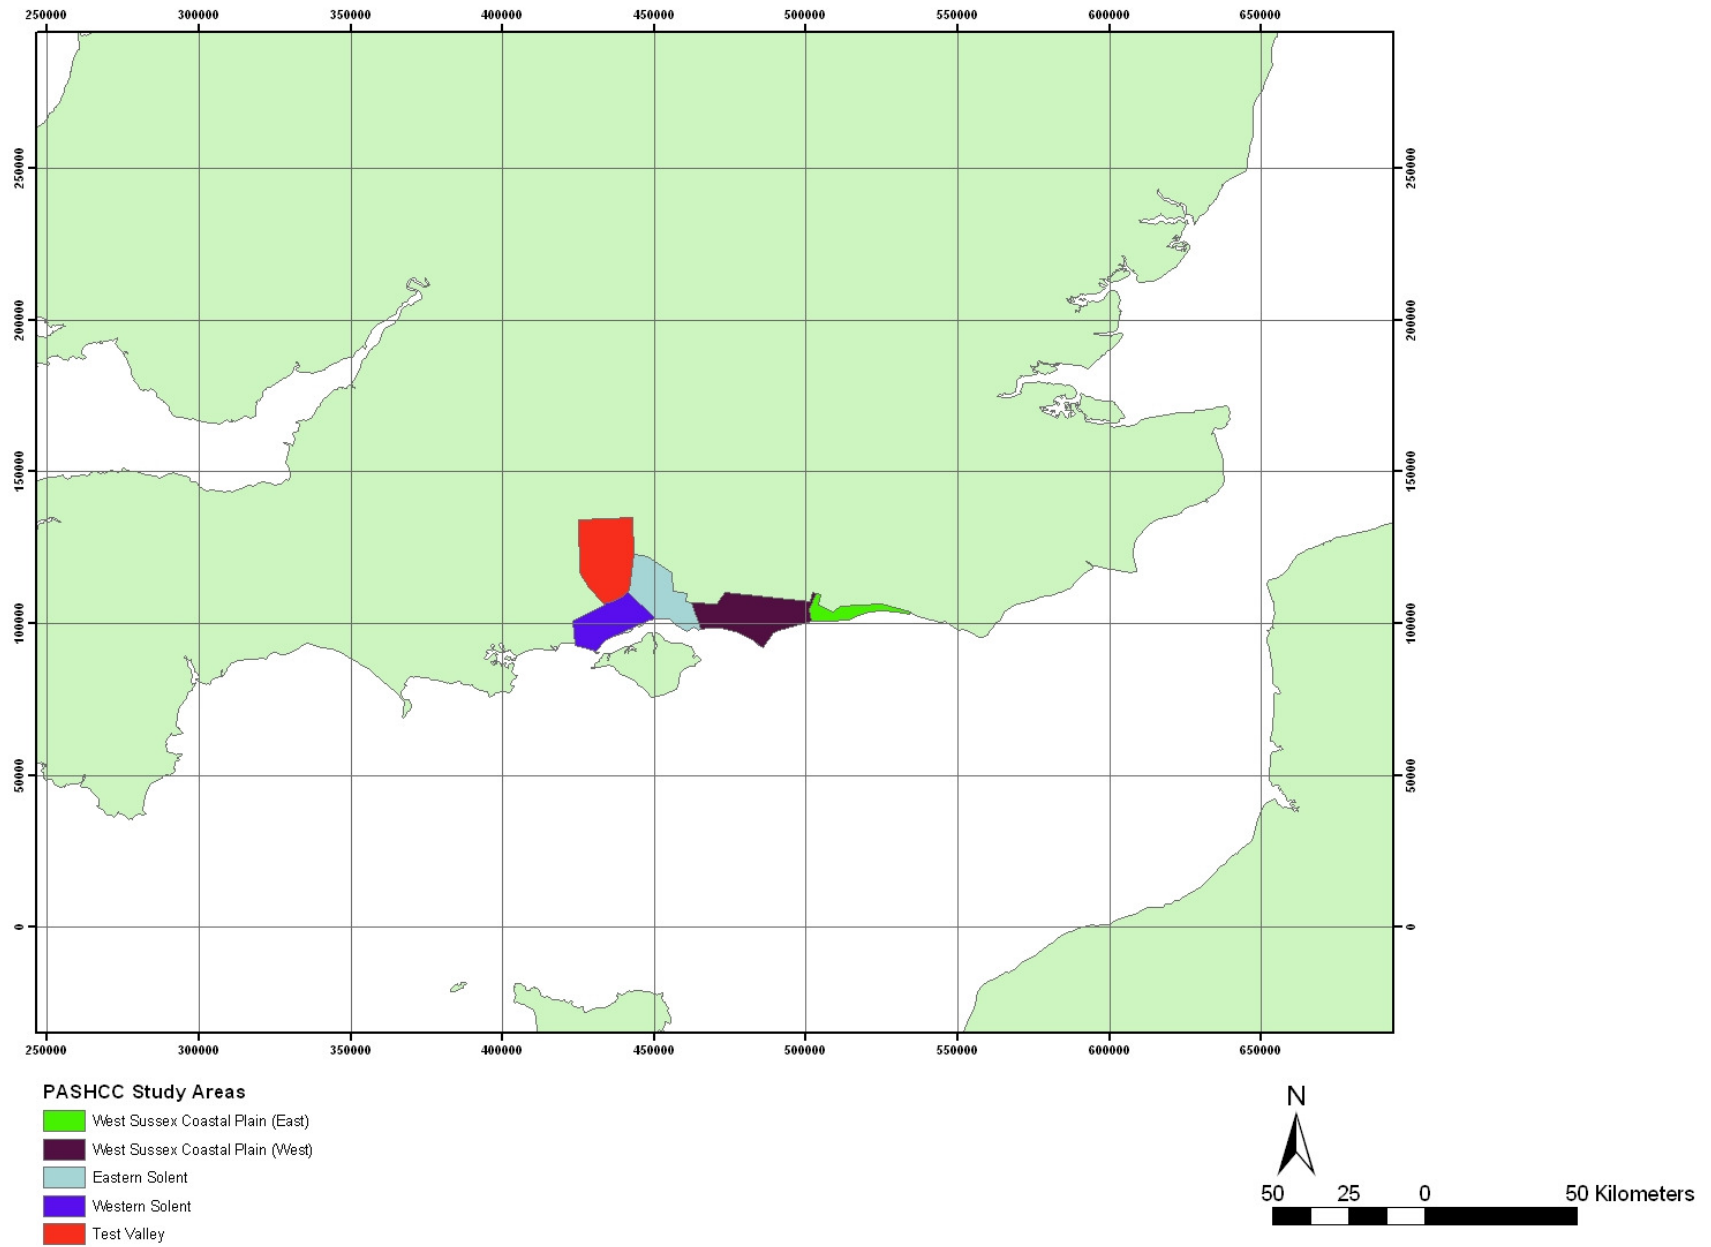 250000 300000 350000 400000 450000 500000 550000 600000 650000
250000 250000
200000 200000
150000 150000
100000 100000
50000 50000
0 0
250000 300000 350000 400000 450000 500000 550000 600000 650000
PASHCC Study Areas
West Sussex Coastal Plain (East)
West Sussex Coastal Plain (West)
Eastern Solent
Western Solent
Test Valley
N
50 25 0 50 Kilometers